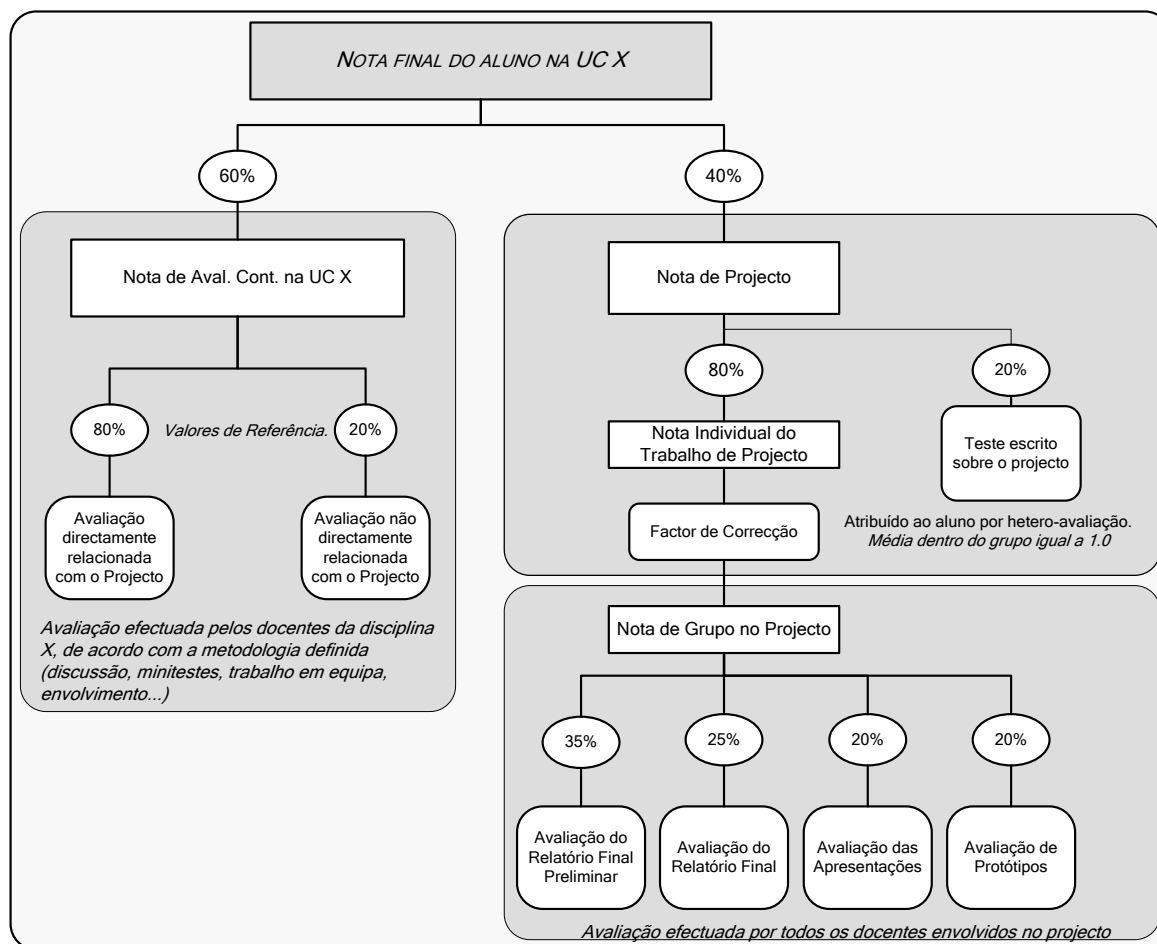 NOTA FINAL DO ALUNO NA UC X
60%
40%
Nota de Aval. Cont. na UC X
Nota de Projecto
80%
Valores de Referência.
20%
80%
20%
Avaliação
directamente
relacionada
com o Projecto
Avaliação não
directamente
relacionada
com o Projecto
Nota Individual do
Trabalho de Projecto
Teste escrito
sobre o projecto
Factor de Correcção
Atribuído ao aluno por hetero-avaliação.
Média dentro do grupo igual a 1.0
Avaliação efectuada pelos docentes da disciplina
X, de acordo com a metodologia definida
(discussão, minitestes, trabalho em equipa,
envolvimento...)
Nota de Grupo no Projecto
35%
25%
20%
20%
Avaliação do
Relatório Final
Preliminar
Avaliação do
Relatório Final
Avaliação das
Apresentações
Avaliação de
Protótipos
Avaliação efectuada por todos os docentes envolvidos no projecto